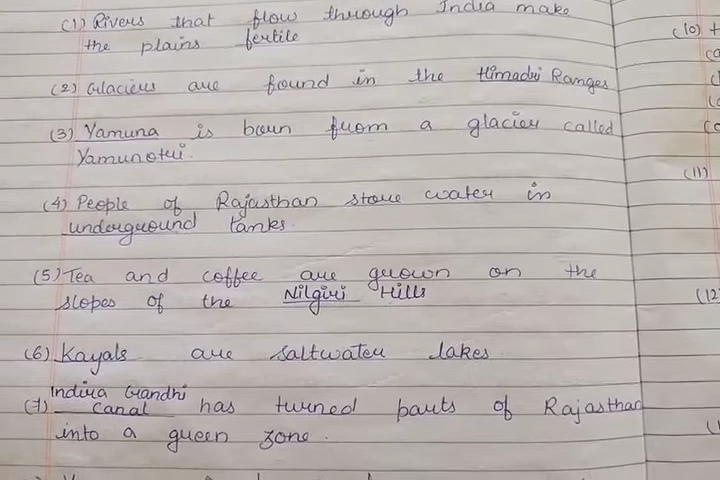 (1) Rivers that flow through India make
the plains fertile
(2) Glaciers are found in the Himadri Ranges
(3) Yamuna is born from a glacier called
Yamunotri.
(4) People of Rajasthan store water in
underground tanks.
(5) Tea and coffee are grown on the
slopes of the Nilgiri Hills
(6) Kayals are saltwater lakes
Indira Gandhi
(7) canal has turned parts of Rajasthan
into a green zone.
(10)
(11)
(12